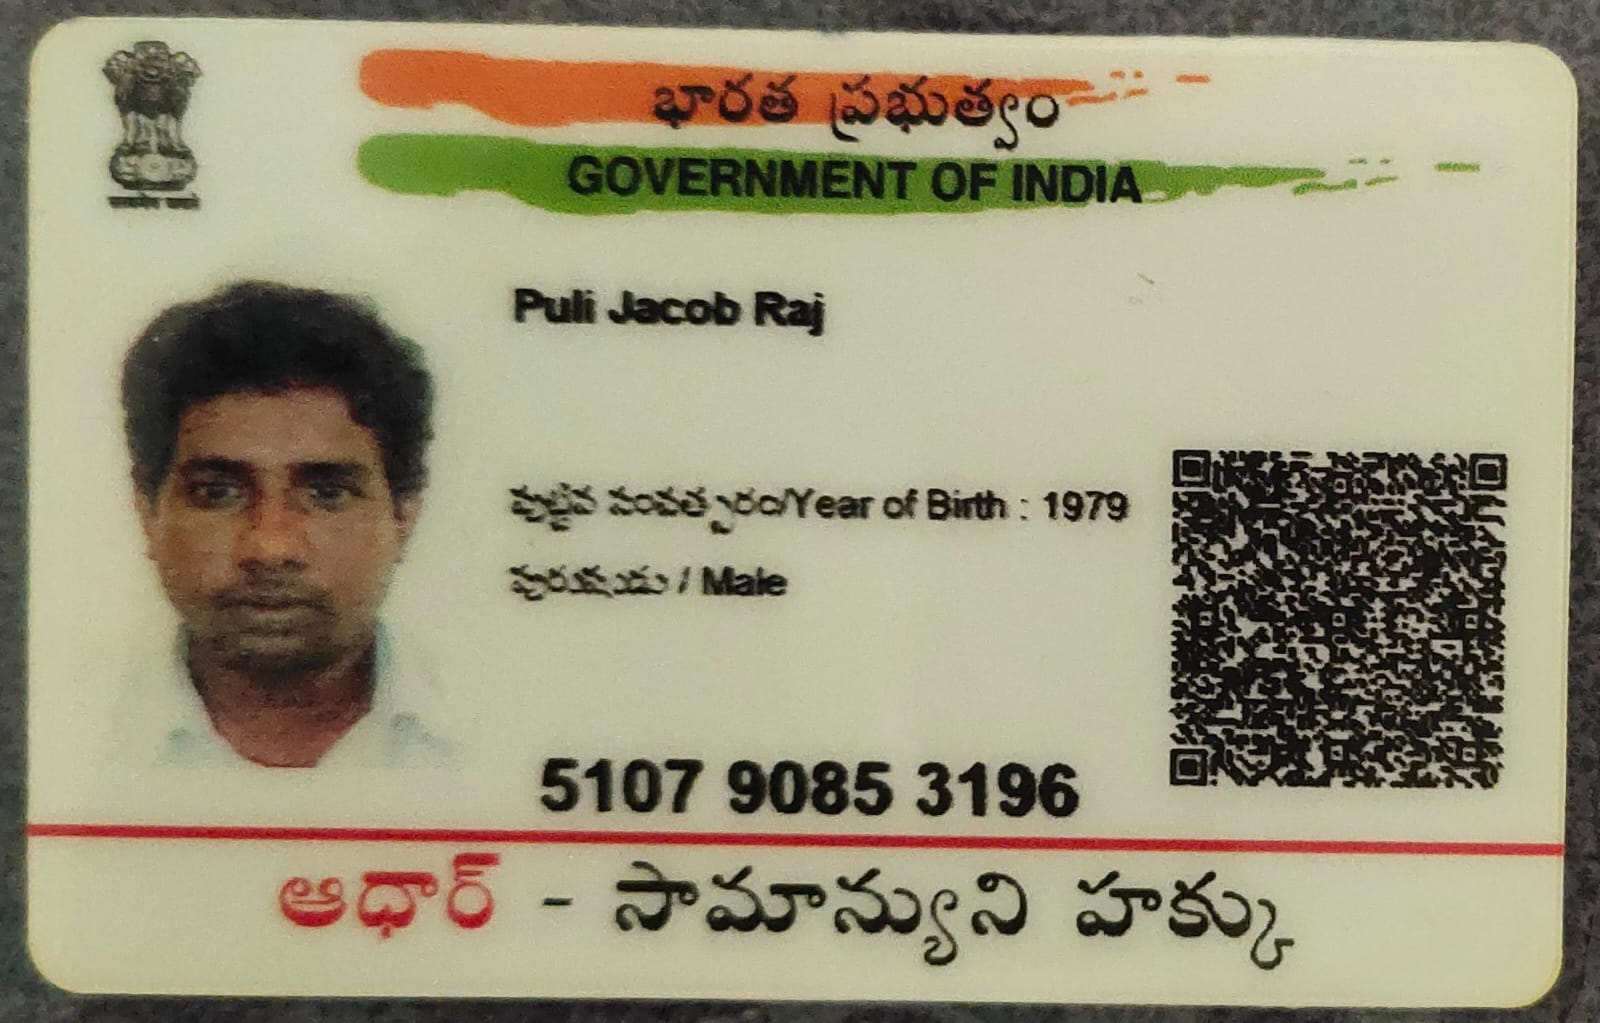 భారత ప్రభుత్వం
GOVERNMENT OF INDIA
Puli Jacob Raj
పుట్టిన సంవత్సరం/Year of Birth : 1979
పురుషుడు / Male
5107 9085 3196
ఆధార్ - సామాన్యుని హక్కు